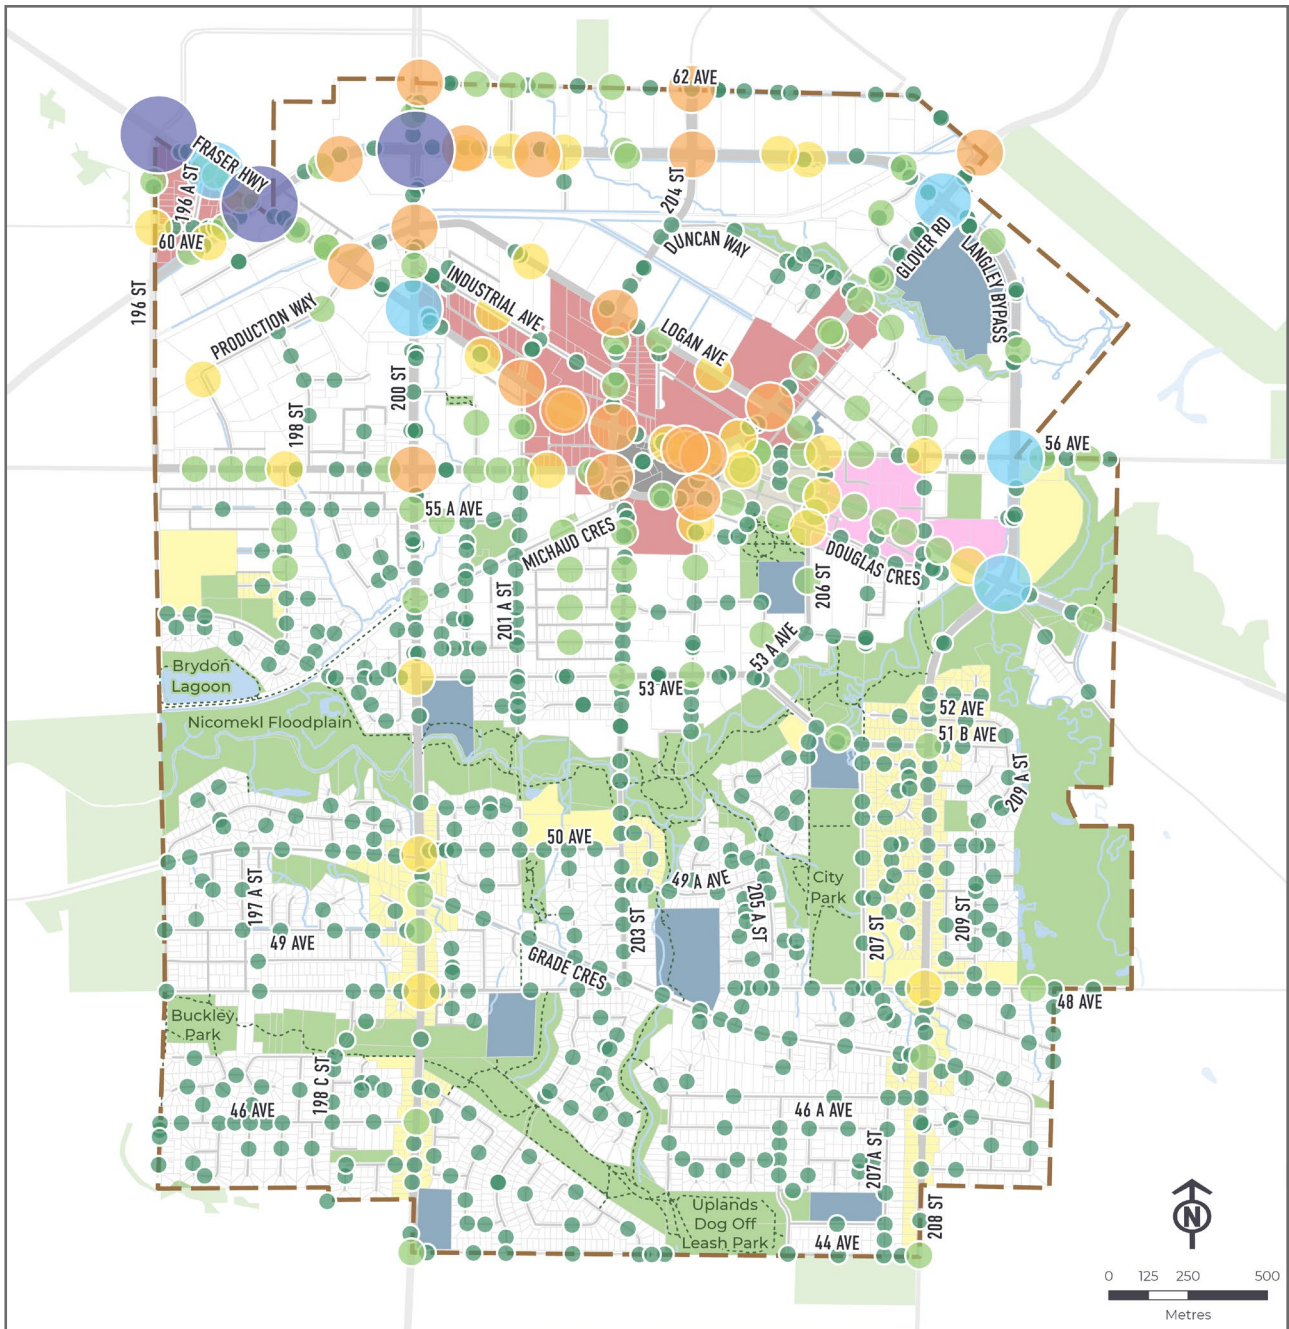 62 AVE
FRASER HWY
196 A ST
204 ST
60 AVE
DUNCAN WAY
GLOVER RD
LANGLEY BYPASS
196 ST
INDUSTRIAL AVE
PRODUCTION WAY
LOGAN AVE
200 ST
198 ST
56 AVE
55 A AVE
MICHAUD CRES
DOUGLAS CRES
206 ST
201 A ST
53 A AVE
Brydon
Lagoon
53 AVE
Nicomekl Floodplain
52 AVE
51 B AVE
209 A ST
50 AVE
49 A AVE
City
Park
197 A ST
205 A ST
203 ST
207 ST
209 ST
49 AVE
GRADE CRES
48 AVE
Buckley
Park
198 C ST
46 AVE
46 A AVE
207 A ST
Uplands
Dog Off
Leash Park
44 AVE
208 ST
N
0 125 250 500
Metres